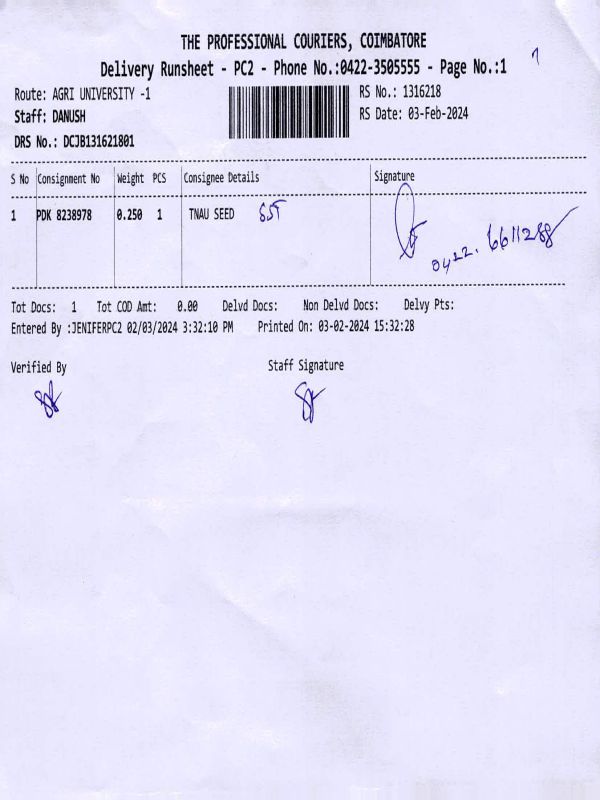 THE PROFESSIONAL COURIERS, COIMBATORE
Delivery Runsheet - PC2 - Phone No.:0422-3505555 - Page No.:1
Route: AGRI UNIVERSITY -1
RS No.: 1316218
Staff: DANUSH
RS Date: 03-Feb-2024
DRS No.: DCJB131621801
S No Consignment No Weight PCS Consignee Details Signature
1 PDK 8238978 0.250 1 TNAU SEED SST
0422. 6611288
Tot Docs: 1 Tot COD Amt: 0.00 Delvd Docs: Non Delvd Docs: Delvy Pts:
Entered By :JENIFERPC2 02/03/2024 3:32:10 PM Printed On: 03-02-2024 15:32:28
Verified By Staff Signature